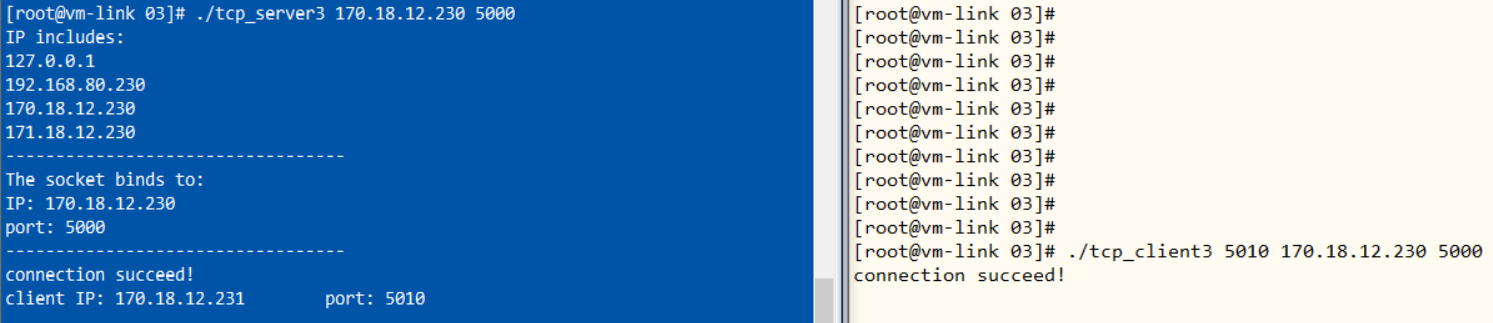 [root@vm-link 03]# ./tcp_server3 170.18.12.230 5000
IP includes:
127.0.0.1
192.168.80.230
170.18.12.230
171.18.12.230
----------------------------------
The socket binds to:
IP: 170.18.12.230
port: 5000
----------------------------------
connection succeed!
client IP: 170.18.12.231        port: 5010
[root@vm-link 03]#
[root@vm-link 03]#
[root@vm-link 03]#
[root@vm-link 03]#
[root@vm-link 03]#
[root@vm-link 03]#
[root@vm-link 03]#
[root@vm-link 03]#
[root@vm-link 03]#
[root@vm-link 03]#
[root@vm-link 03]# ./tcp_client3 5010 170.18.12.230 5000
connection succeed!